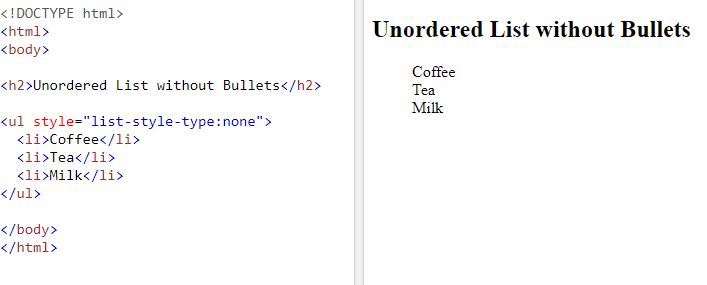 <!DOCTYPE html>
<html>
<body>
<h2>Unordered List without Bullets</h2>
<ul style="list-style-type:none">
  <li>Coffee</li>
  <li>Tea</li>
  <li>Milk</li>
</ul>
</body>
</html>
Unordered List without Bullets
Coffee
Tea
Milk